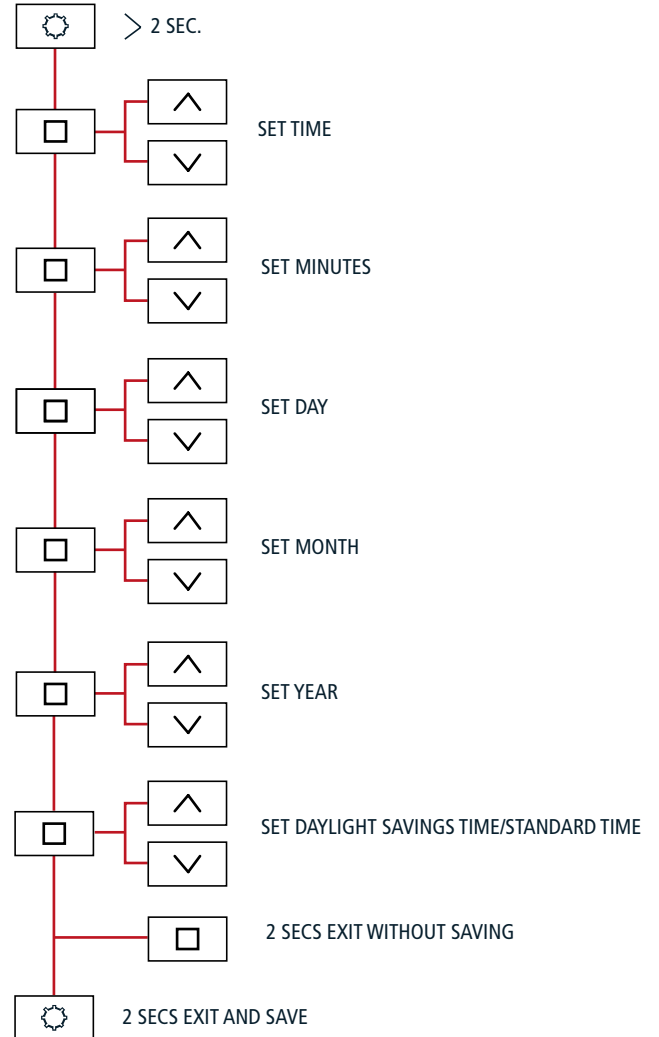 > 2 SEC.
SET TIME
SET MINUTES
SET DAY
SET MONTH
SET YEAR
SET DAYLIGHT SAVINGS TIME/STANDARD TIME
2 SECS EXIT WITHOUT SAVING
2 SECS EXIT AND SAVE